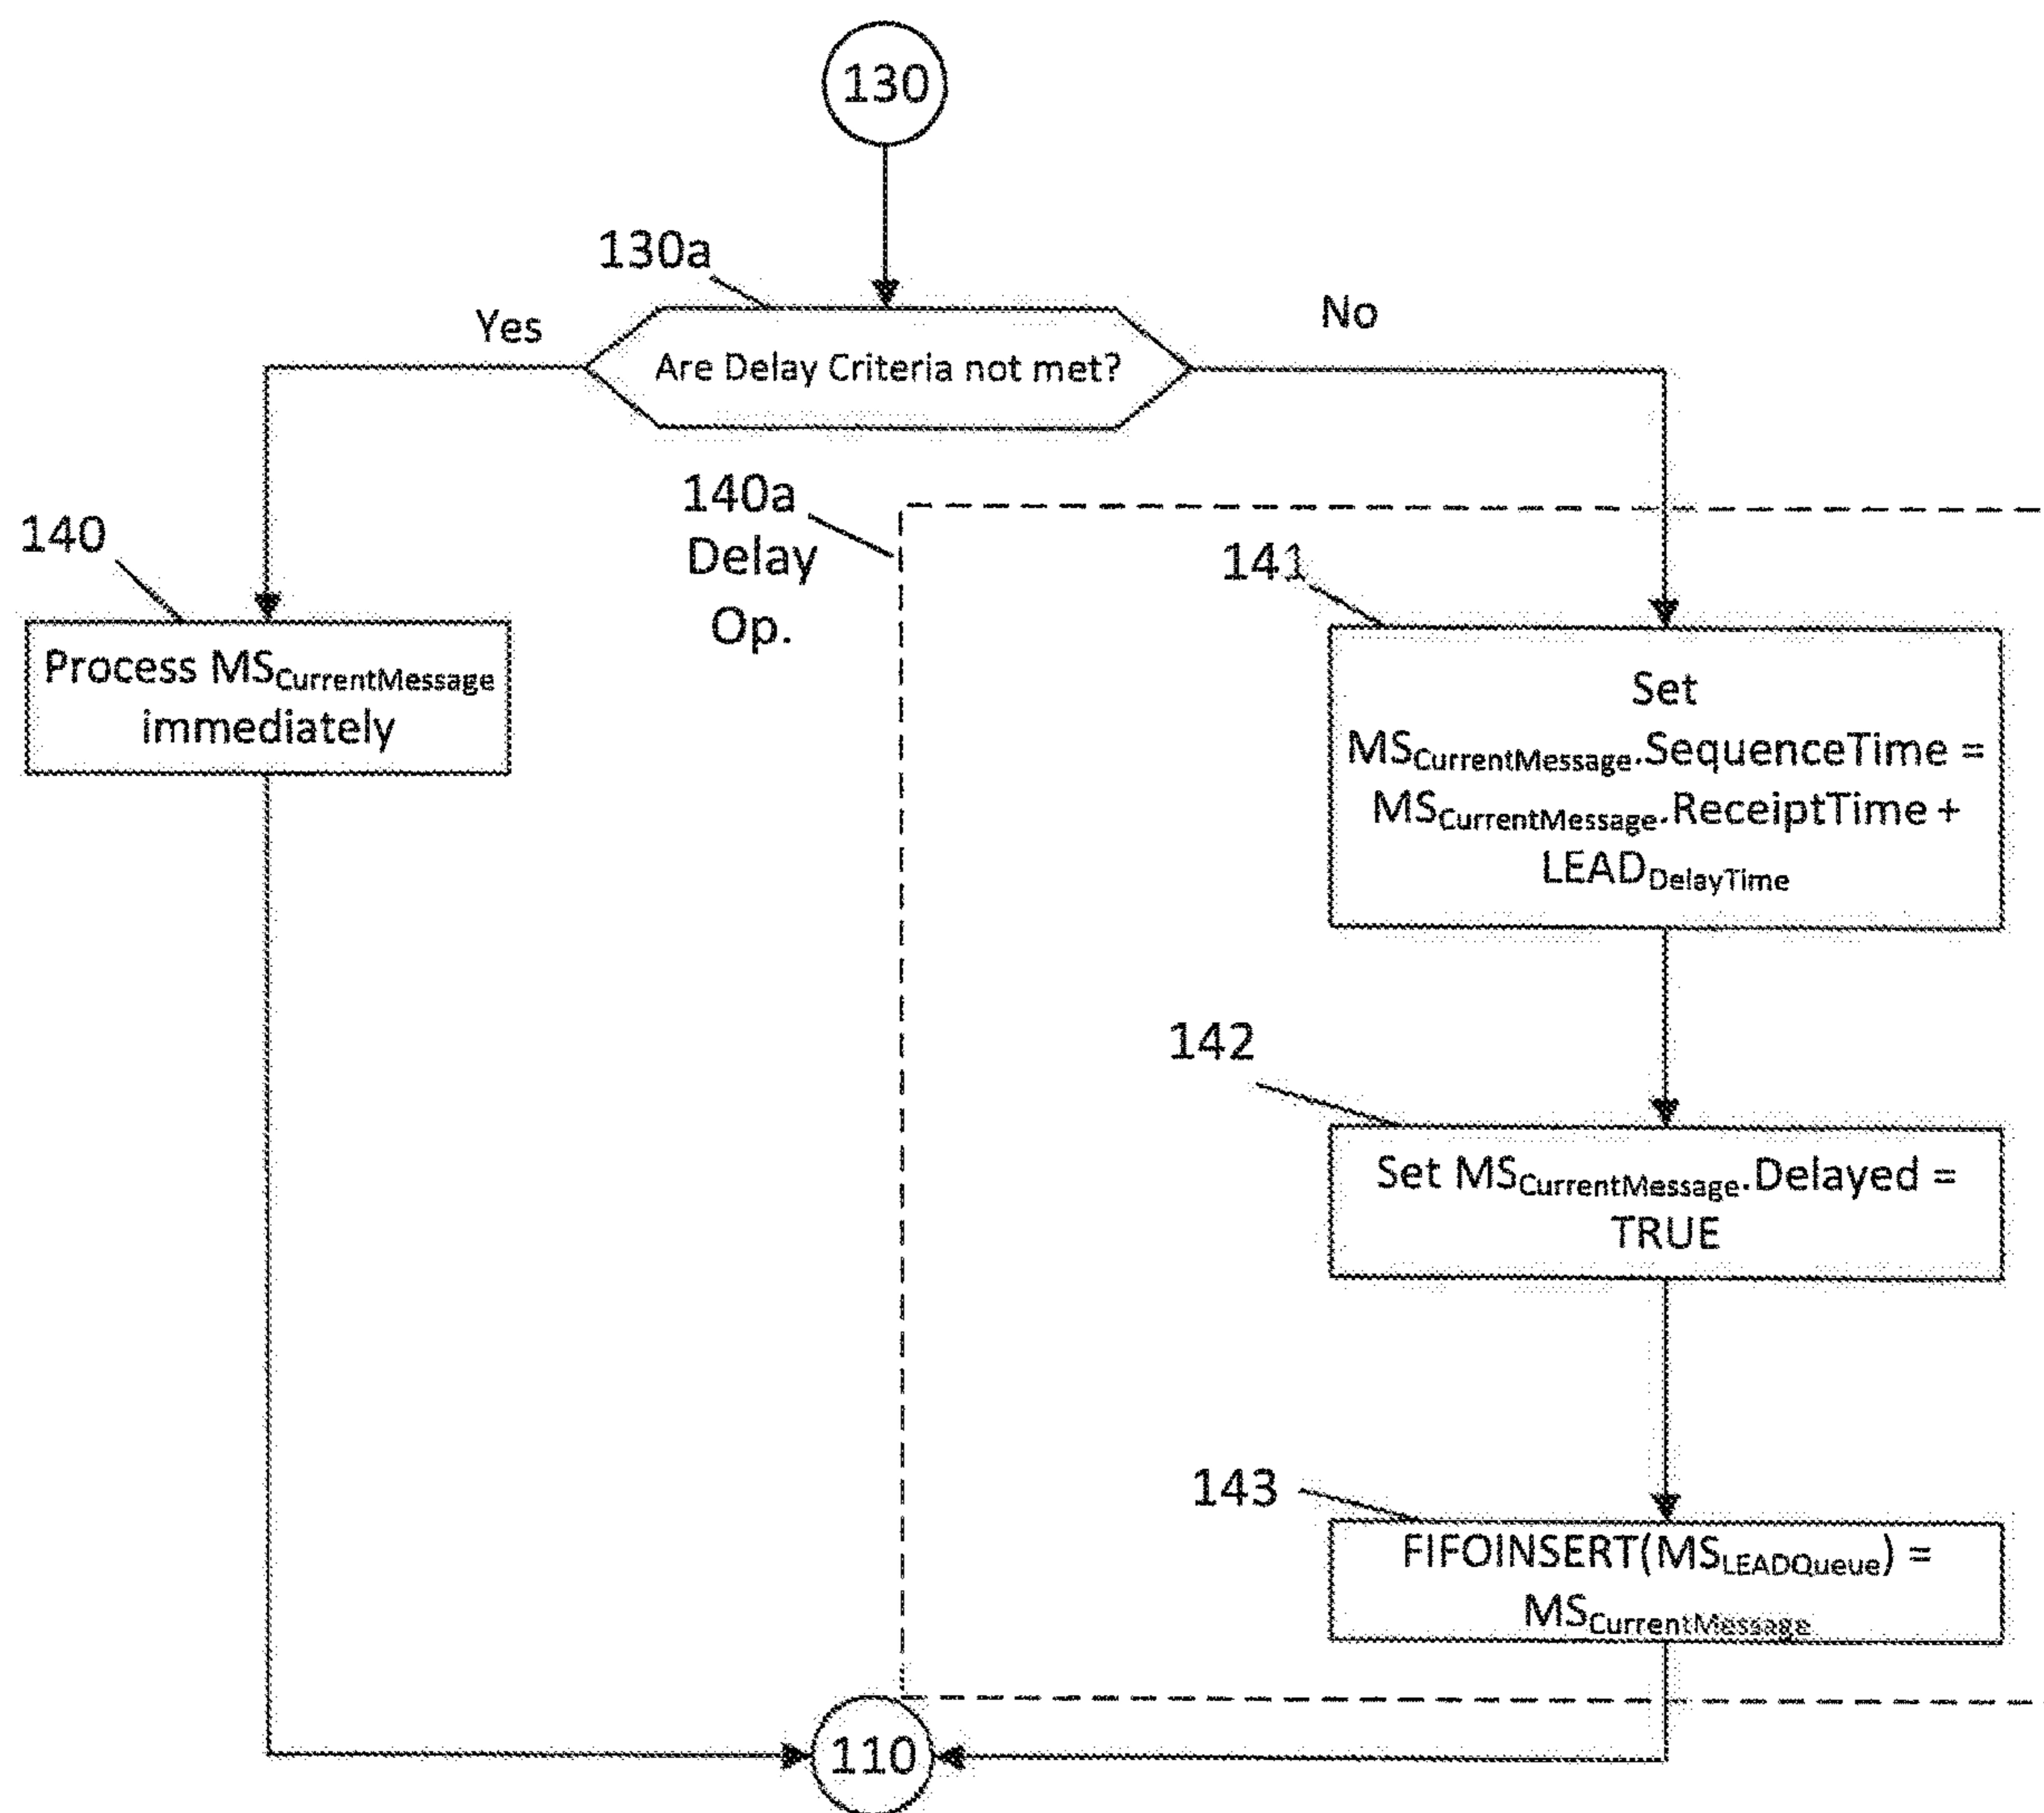 130
130a
Yes
No
Are Delay Criteria not met?
140a
Delay
Op.
140
141
Process MSCurrentMessage
immediately
Set
MSCurrentMessage.SequenceTime =
MSCurrentMessage.ReceiptTime +
LEADDelayTime
142
Set MSCurrentMessage.Delayed =
TRUE
143
FIFOINSERT(MSLEADQueue) =
MSCurrentMessage
110